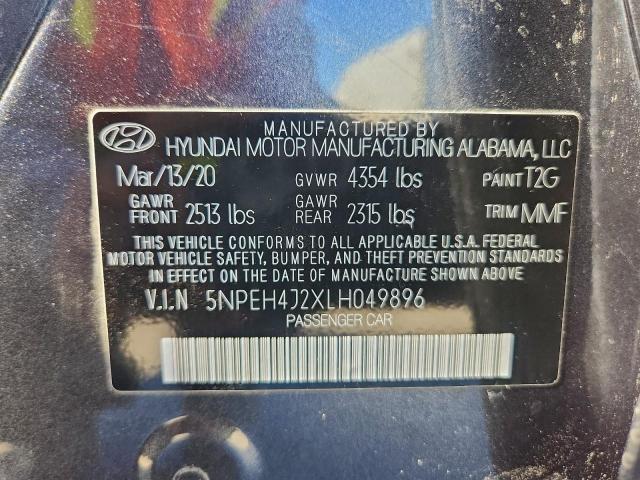 MANUFACTURED BY
HYUNDAI MOTOR MANUFACTURING ALABAMA, LLC
Mar/13/20 GVWR 4354 lbs PAINT T2G
GAWR FRONT 2513 lbs GAWR REAR 2315 lbs TRIM MMF
THIS VEHICLE CONFORMS TO ALL APPLICABLE U.S.A. FEDERAL
MOTOR VEHICLE SAFETY, BUMPER, AND THEFT PREVENTION STANDARDS
IN EFFECT ON THE DATE OF MANUFACTURE SHOWN ABOVE
V.I.N 5NPEH4J2XLH049896
PASSENGER CAR